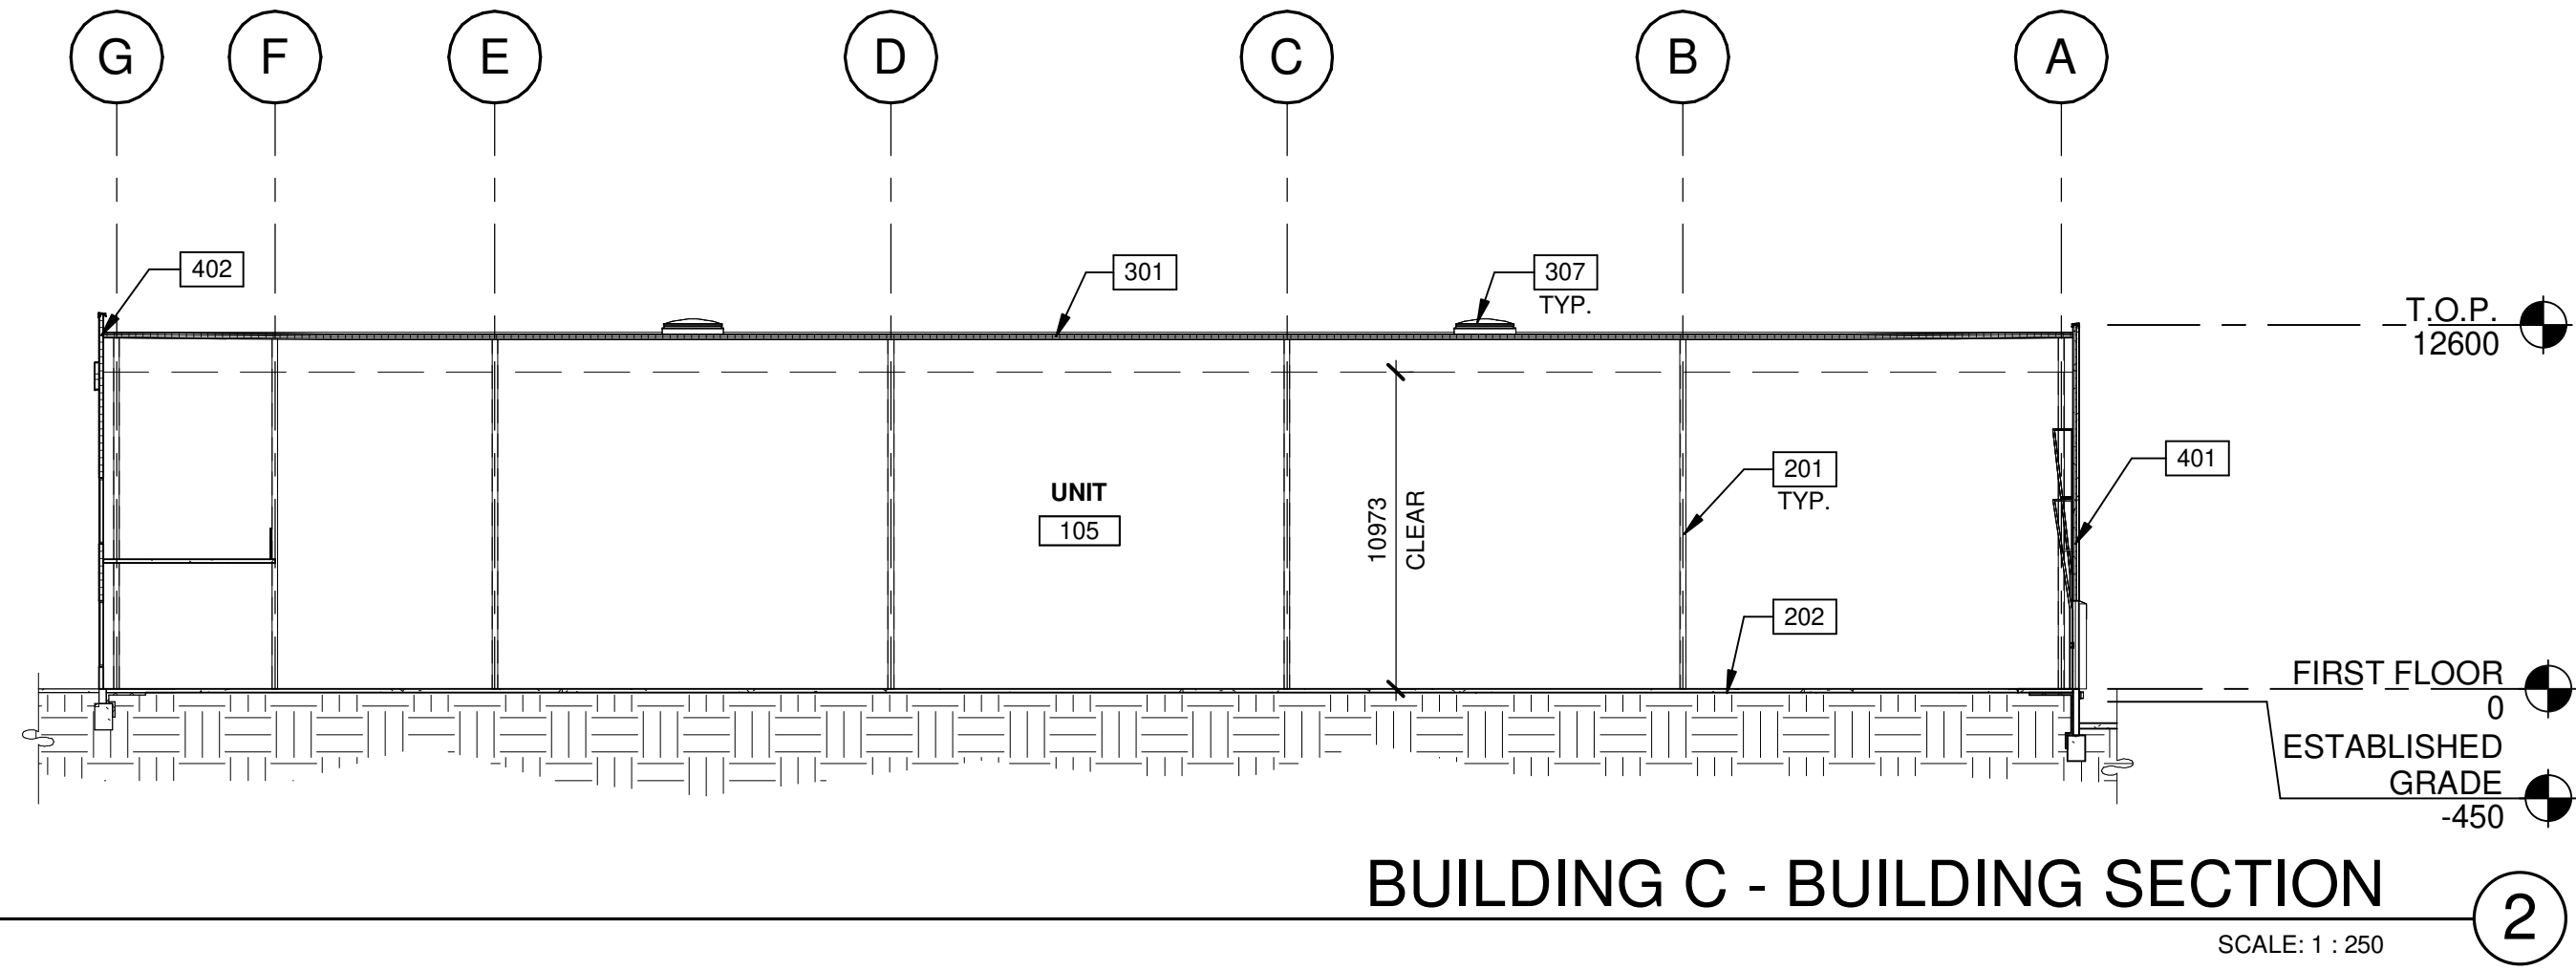 G F E D C B A
402
301
307
TYP.
T.O.P.
12600
401
201
TYP.
UNIT
105
10973
CLEAR
202
FIRST FLOOR
0
ESTABLISHED
GRADE
-450
BUILDING C - BUILDING SECTION
2
SCALE: 1 : 250